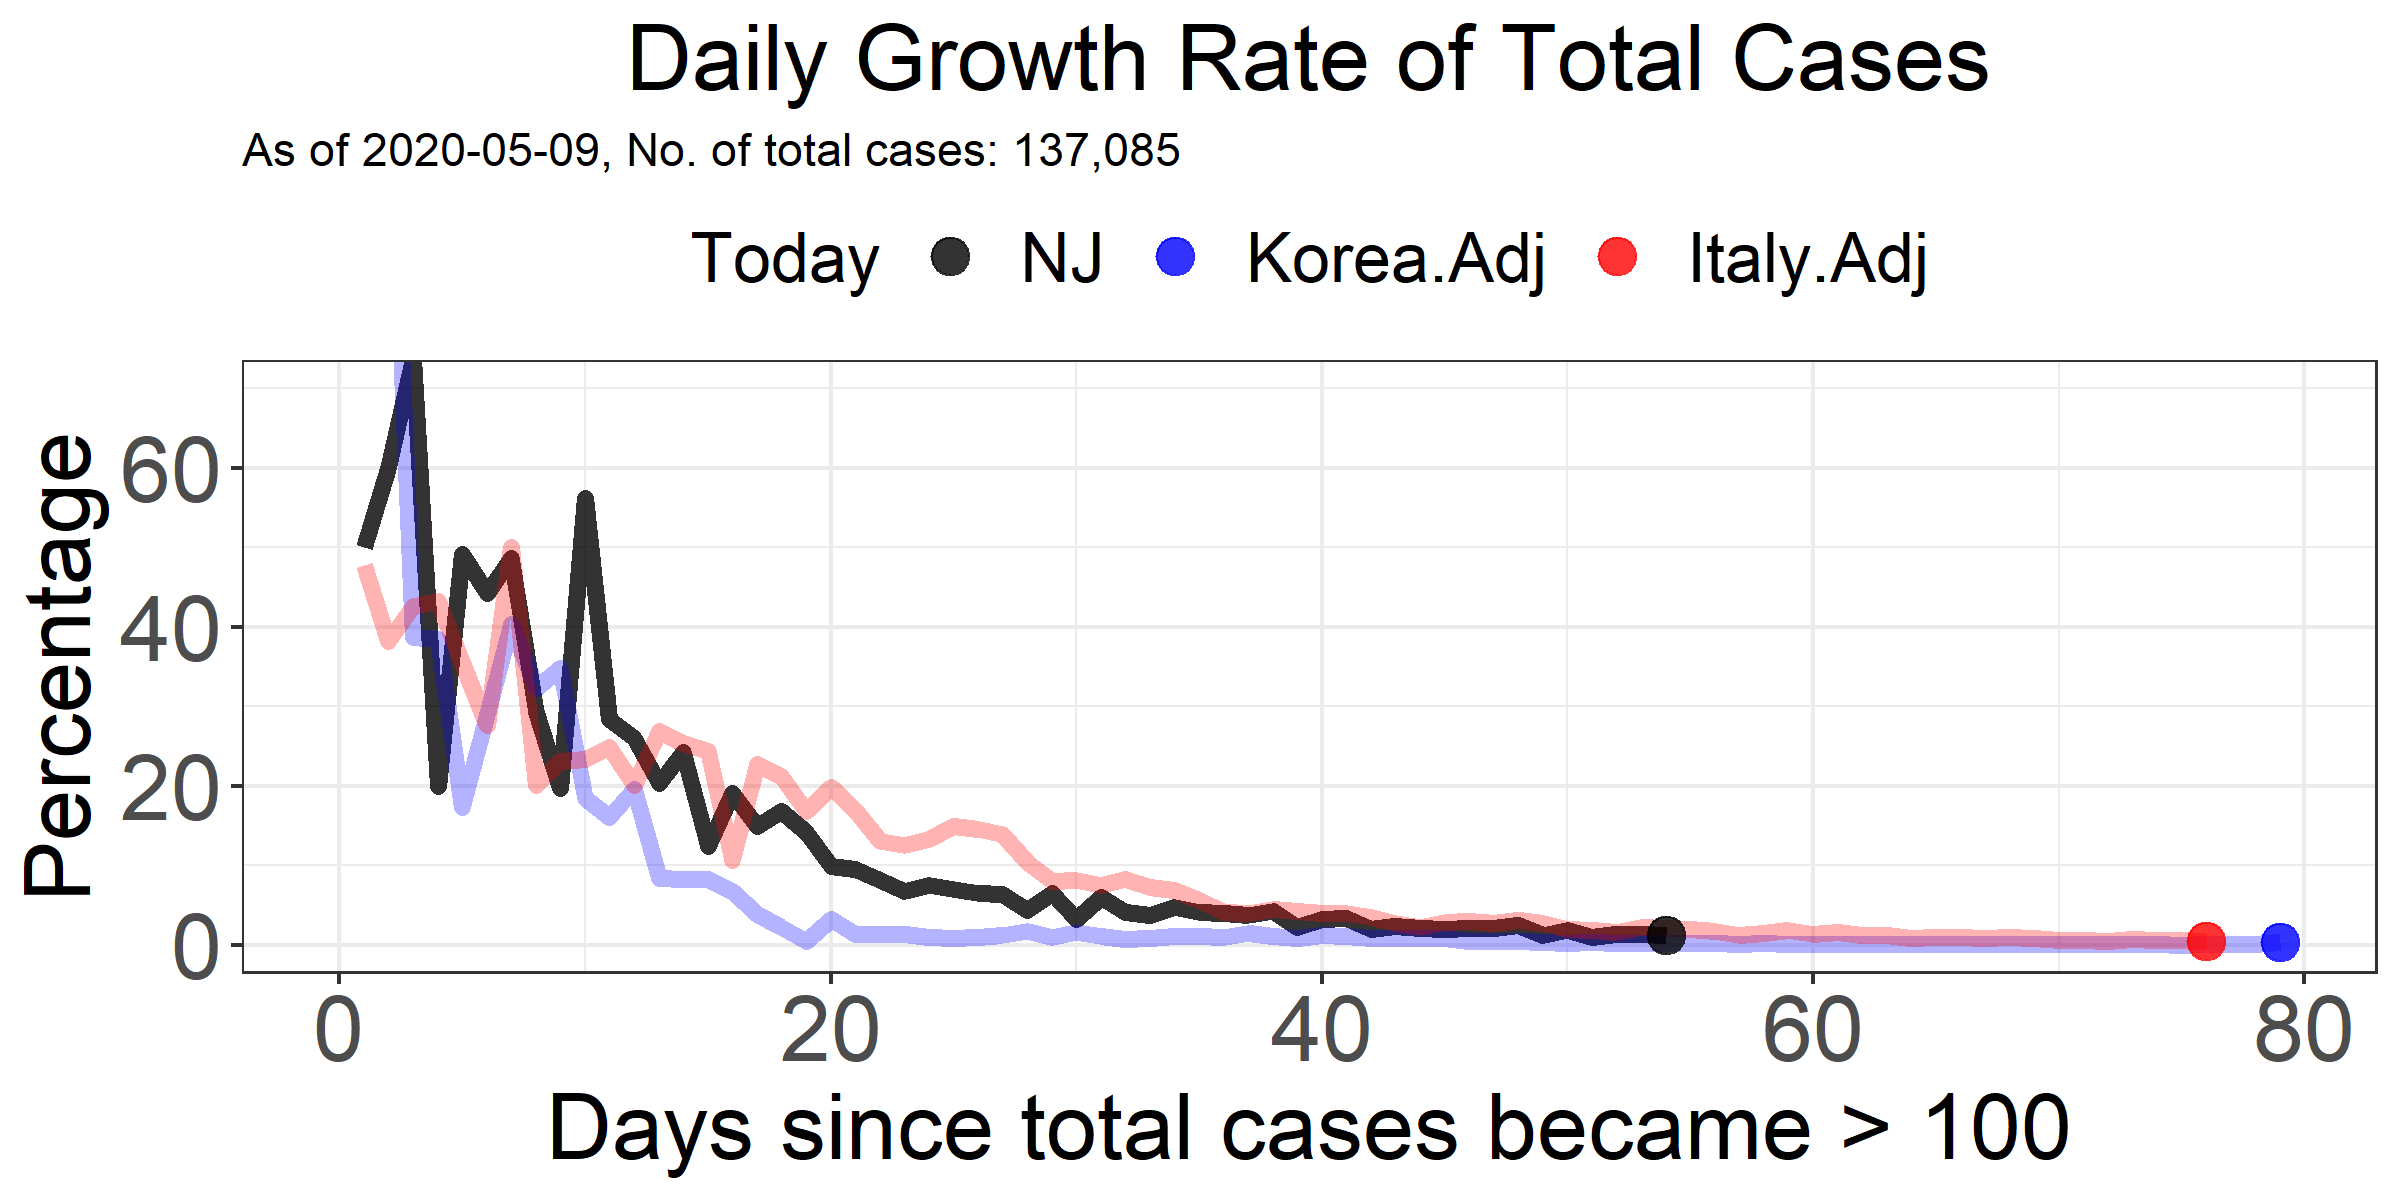 Daily Growth Rate of Total Cases
As of 2020-05-09, No. of total cases: 137,085
Today NJ Korea.Adj Italy.Adj
Percentage
60
40
20
0
0 20 40 60 80
Days since total cases became > 100